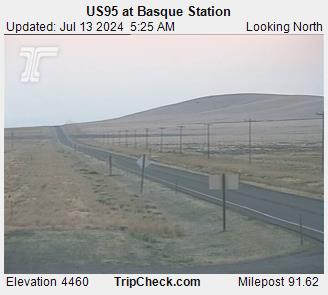 US95 at Basque Station
Updated: Jul 13 2024 5:25 AM Looking North
Elevation 4460 TripCheck.com Milepost 91.62